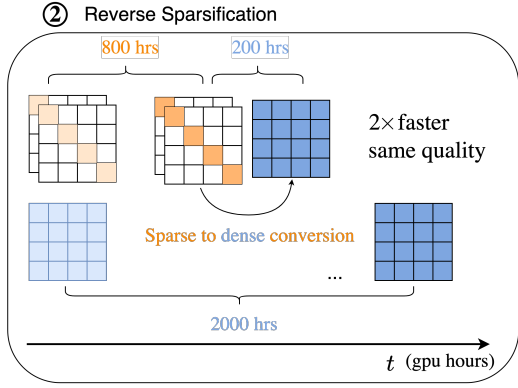 ② Reverse Sparsification
800 hrs
200 hrs
2× faster
same quality
Sparse to dense conversion
...
2000 hrs
t (gpu hours)